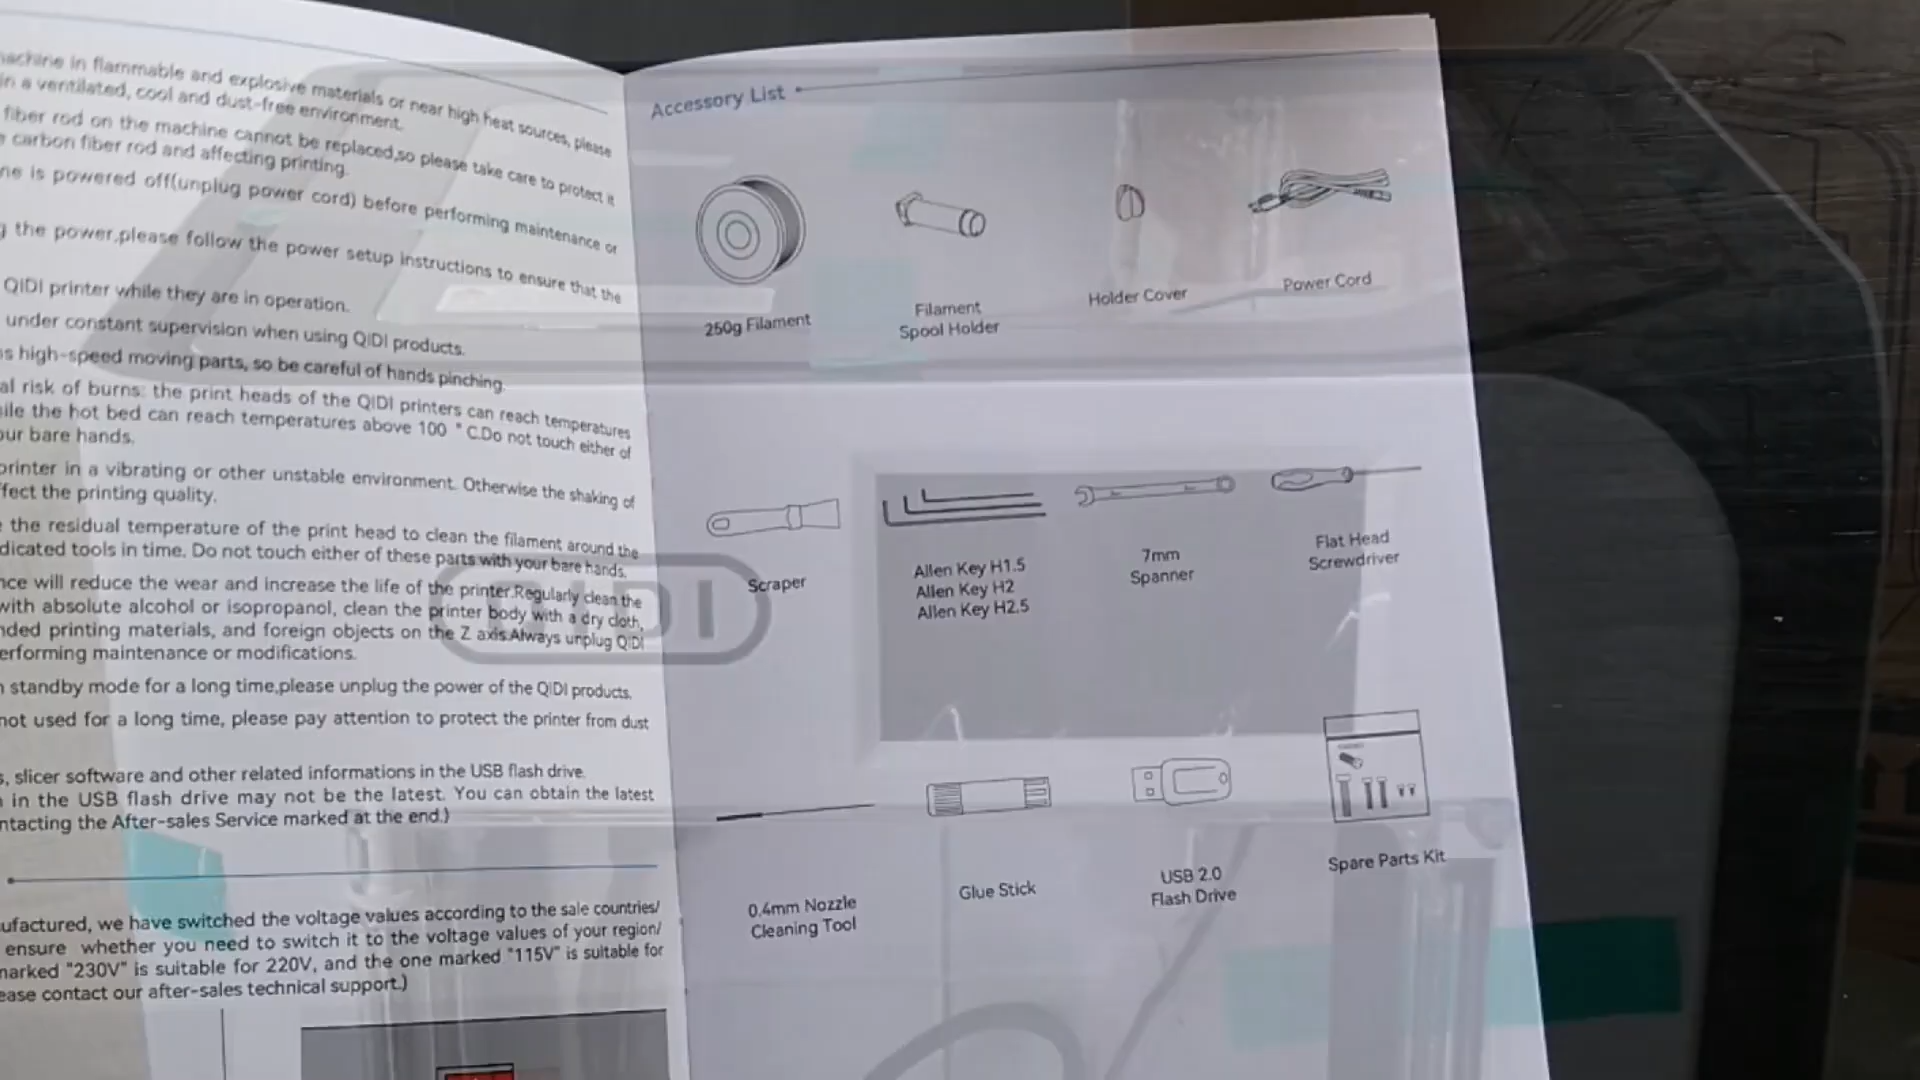 machine in flammable and explosive materials or near high heat sources, please
in a ventilated, cool and dust-free environment.
fiber rod on the machine cannot be replaced,so please take care to protect it
carbon fiber rod and affecting printing.
ne is powered off(unplug power cord) before performing maintenance or
g the power,please follow the power setup instructions to ensure that the
QIDI printer while they are in operation.
under constant supervision when using QIDI products.
s high-speed moving parts, so be careful of hands pinching.
al risk of burns: the print heads of the QIDI printers can reach temperatures
ile the hot bed can reach temperatures above 100 ° C.Do not touch either of
our bare hands.
printer in a vibrating or other unstable environment. Otherwise the shaking of
ffect the printing quality.
the residual temperature of the print head to clean the filament around the
dicated tools in time. Do not touch either of these parts with your bare hands.
nce will reduce the wear and increase the life of the printer.Regularly clean the
with absolute alcohol or isopropanol, clean the printer body with a dry cloth,
nded printing materials, and foreign objects on the Z axis.Always unplug QIDI
erforming maintenance or modifications.
n standby mode for a long time,please unplug the power of the QIDI products.
not used for a long time, please pay attention to protect the printer from dust
s, slicer software and other related informations in the USB flash drive.
in the USB flash drive may not be the latest. You can obtain the latest
ntacting the After-sales Service marked at the end.)
ufactured, we have switched the voltage values according to the sale countries/
ensure whether you need to switch it to the voltage values of your region/
marked "230V" is suitable for 220V, and the one marked "115V" is suitable for
ease contact our after-sales technical support.)
Accessory List
250g Filament
Filament
Spool Holder
Holder Cover
Power Cord
Scraper
Allen Key H1.5
Allen Key H2
Allen Key H2.5
7mm
Spanner
Flat Head
Screwdriver
0.4mm Nozzle
Cleaning Tool
Glue Stick
USB 2.0
Flash Drive
Spare Parts Kit
QIDI